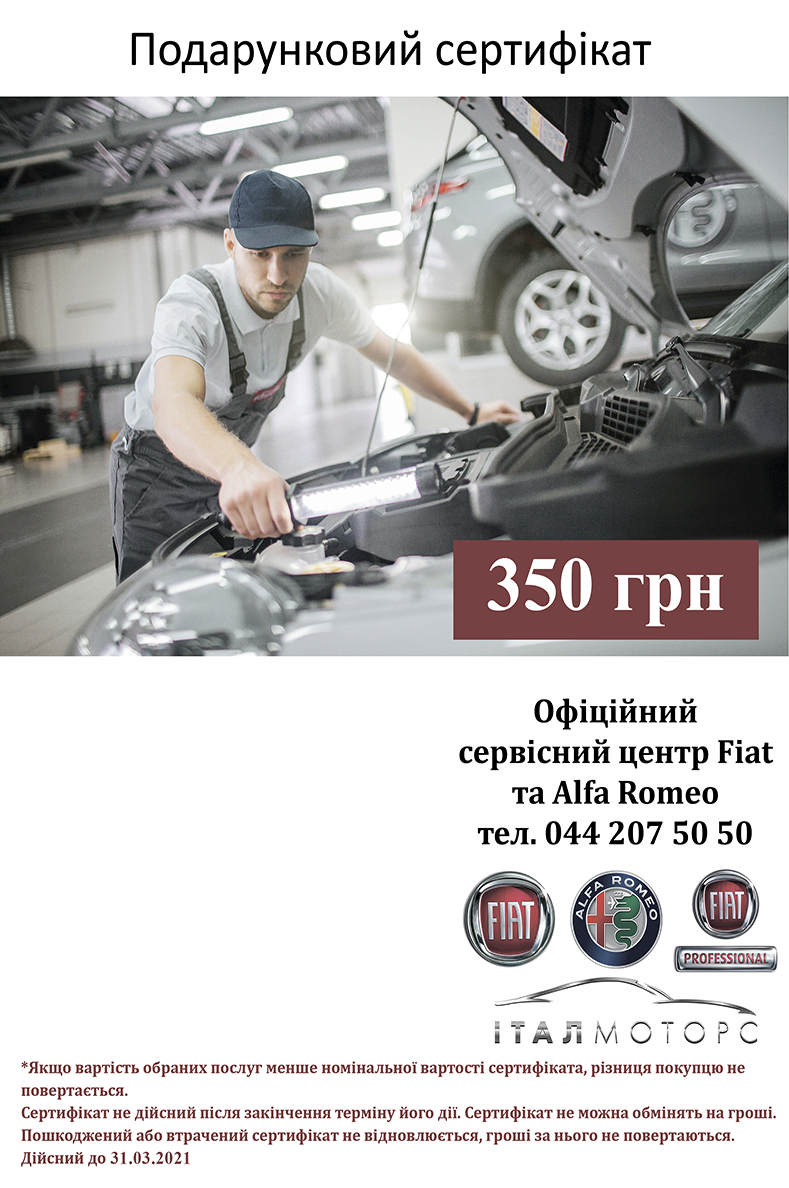 Подарунковий сертифікат
350 грн
Офіційний
сервісний центр Fiat
та Alfa Romeo
тел. 044 207 50 50
FIAT
ALFA ROMEO
FIAT
PROFESSIONAL
ІТАЛМОТОРС
*Якщо вартість обраних послуг менше номінальної вартості сертифіката, різниця покупцю не
повертається.
Сертифікат не дійсний після закінчення терміну його дії. Сертифікат не можна обмінять на гроші.
Пошкоджений або втрачений сертифікат не відновлюється, гроші за нього не повертаються.
Дійсний до 31.03.2021